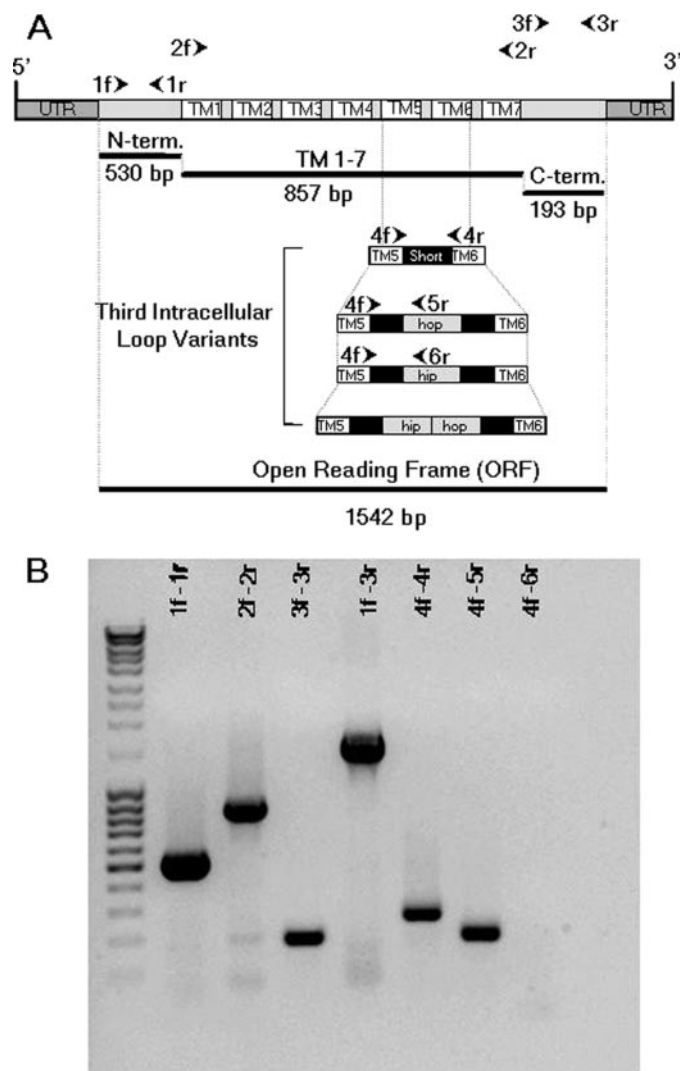 A
3f 3r
2f 2r
5' 3'
1f 1r
UTR TM1 TM2 TM3 TM4 TM5 TM6 TM7 UTR
N-term. TM 1-7 C-term.
530 bp 857 bp 193 bp
4f 4r
TM5 Short TM6
Third Intracellular
Loop Variants
4f 5r
TM5 hop TM6
4f 6r
TM5 hip TM6
TM5 hip hop TM6
Open Reading Frame (ORF)
1542 bp
B
1f-1r
2f-2r
3f-3r
1f-3r
4f-4r
4f-5r
4f-6r